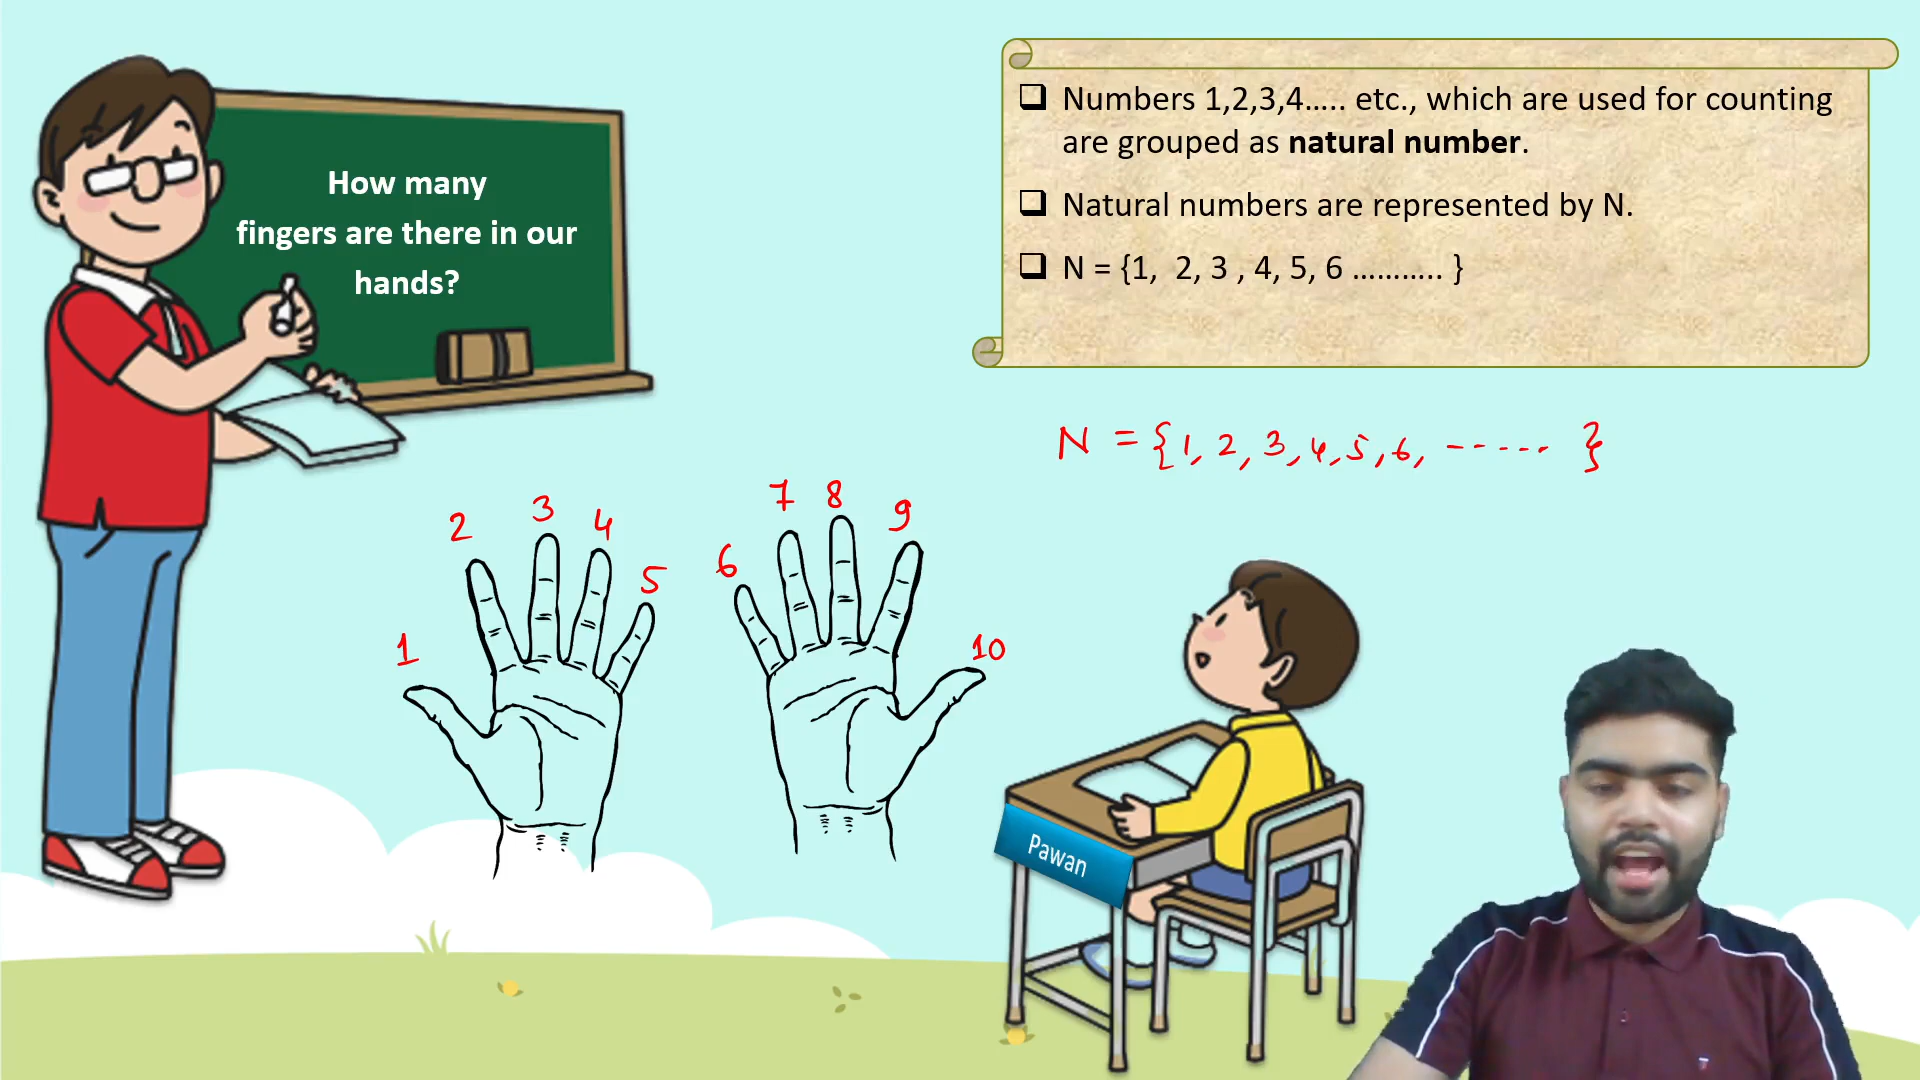 How many
fingers are there in our
hands?
❑ Numbers 1,2,3,4..... etc., which are used for counting
are grouped as natural number.
❑ Natural numbers are represented by N.
❑ N = {1, 2, 3 , 4, 5, 6 ........... }
N = {1, 2, 3, 4, 5, 6, ------ }
1
2
3
4
5
6
7
8
9
10
Pawan